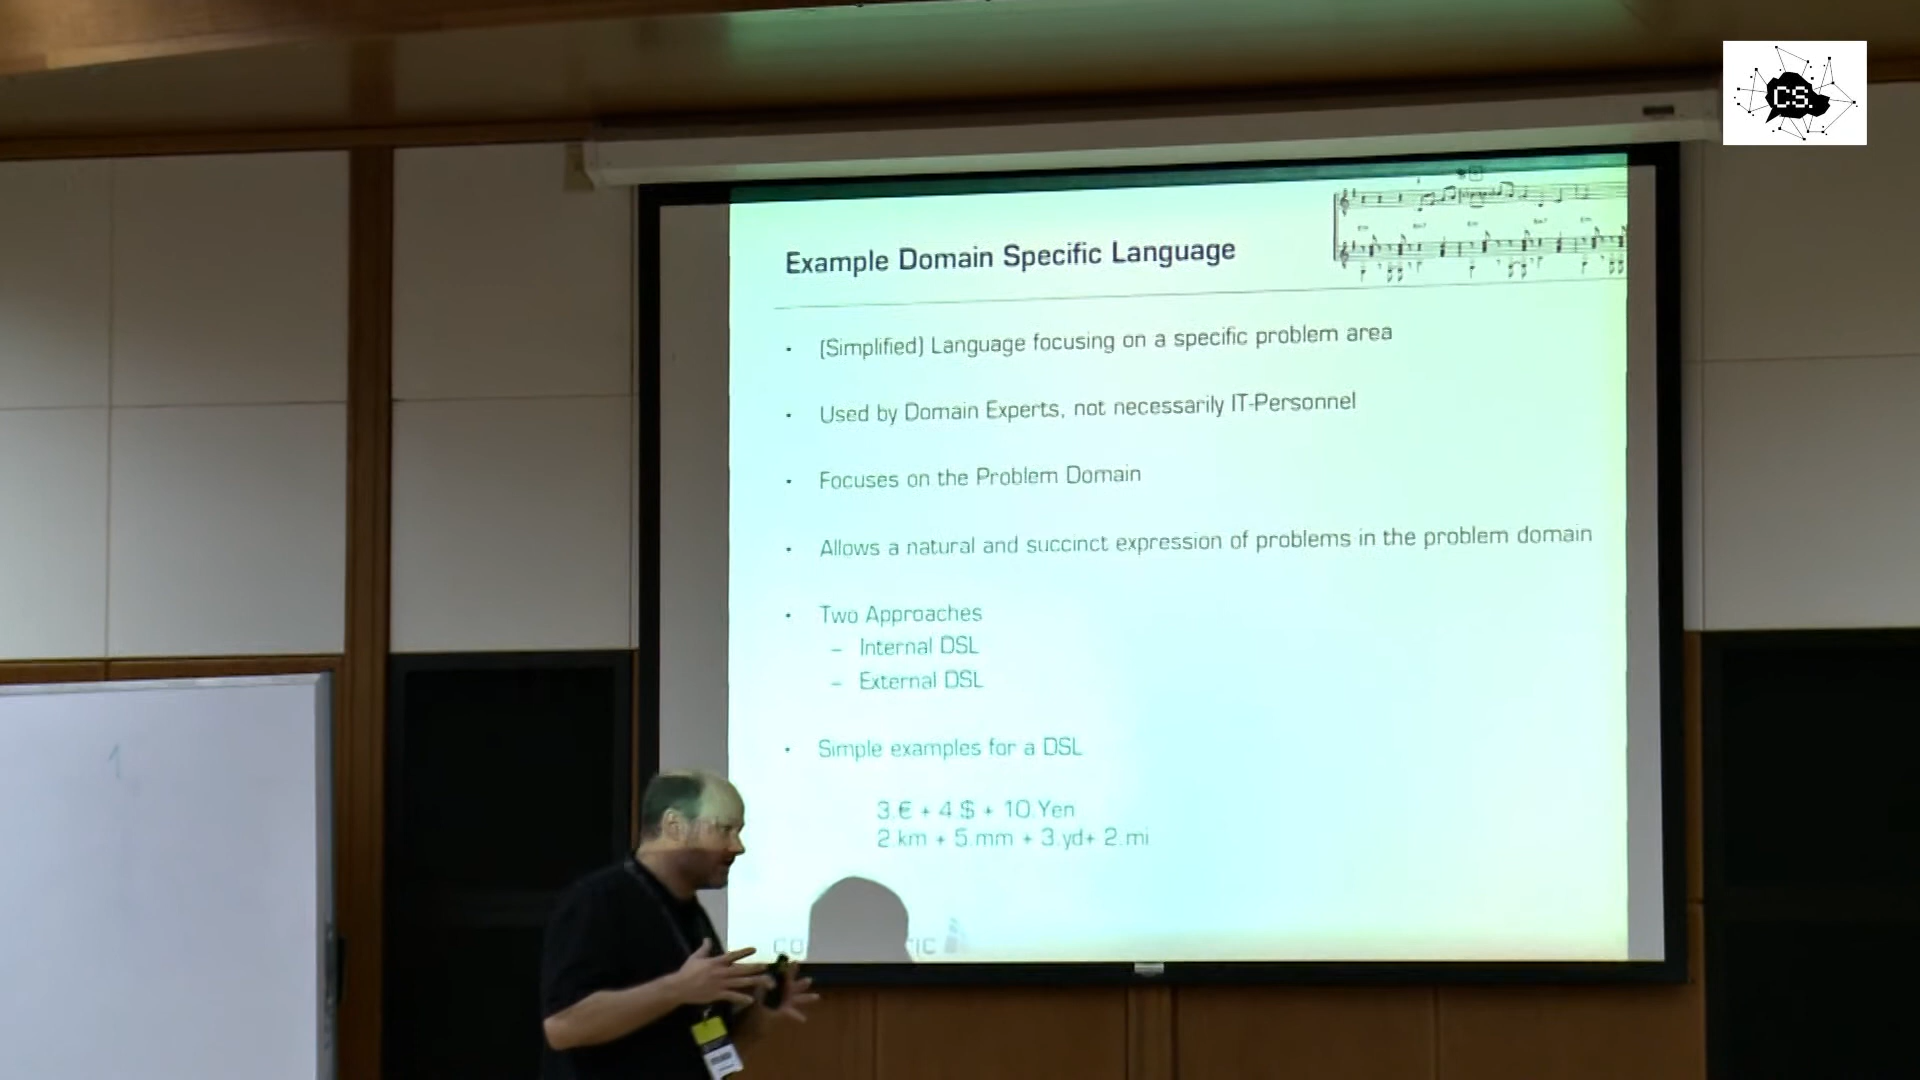 CS.
Example Domain Specific Language
(Simplified) Language focusing on a specific problem area
Used by Domain Experts, not necessarily IT-Personnel
Focuses on the Problem Domain
Allows a natural and succinct expression of problems in the problem domain
Two Approaches
– Internal DSL
– External DSL
Simple examples for a DSL
3.€ + 4.$ + 10.Yen
2.km + 5.mm + 3.yd+ 2.mi
1